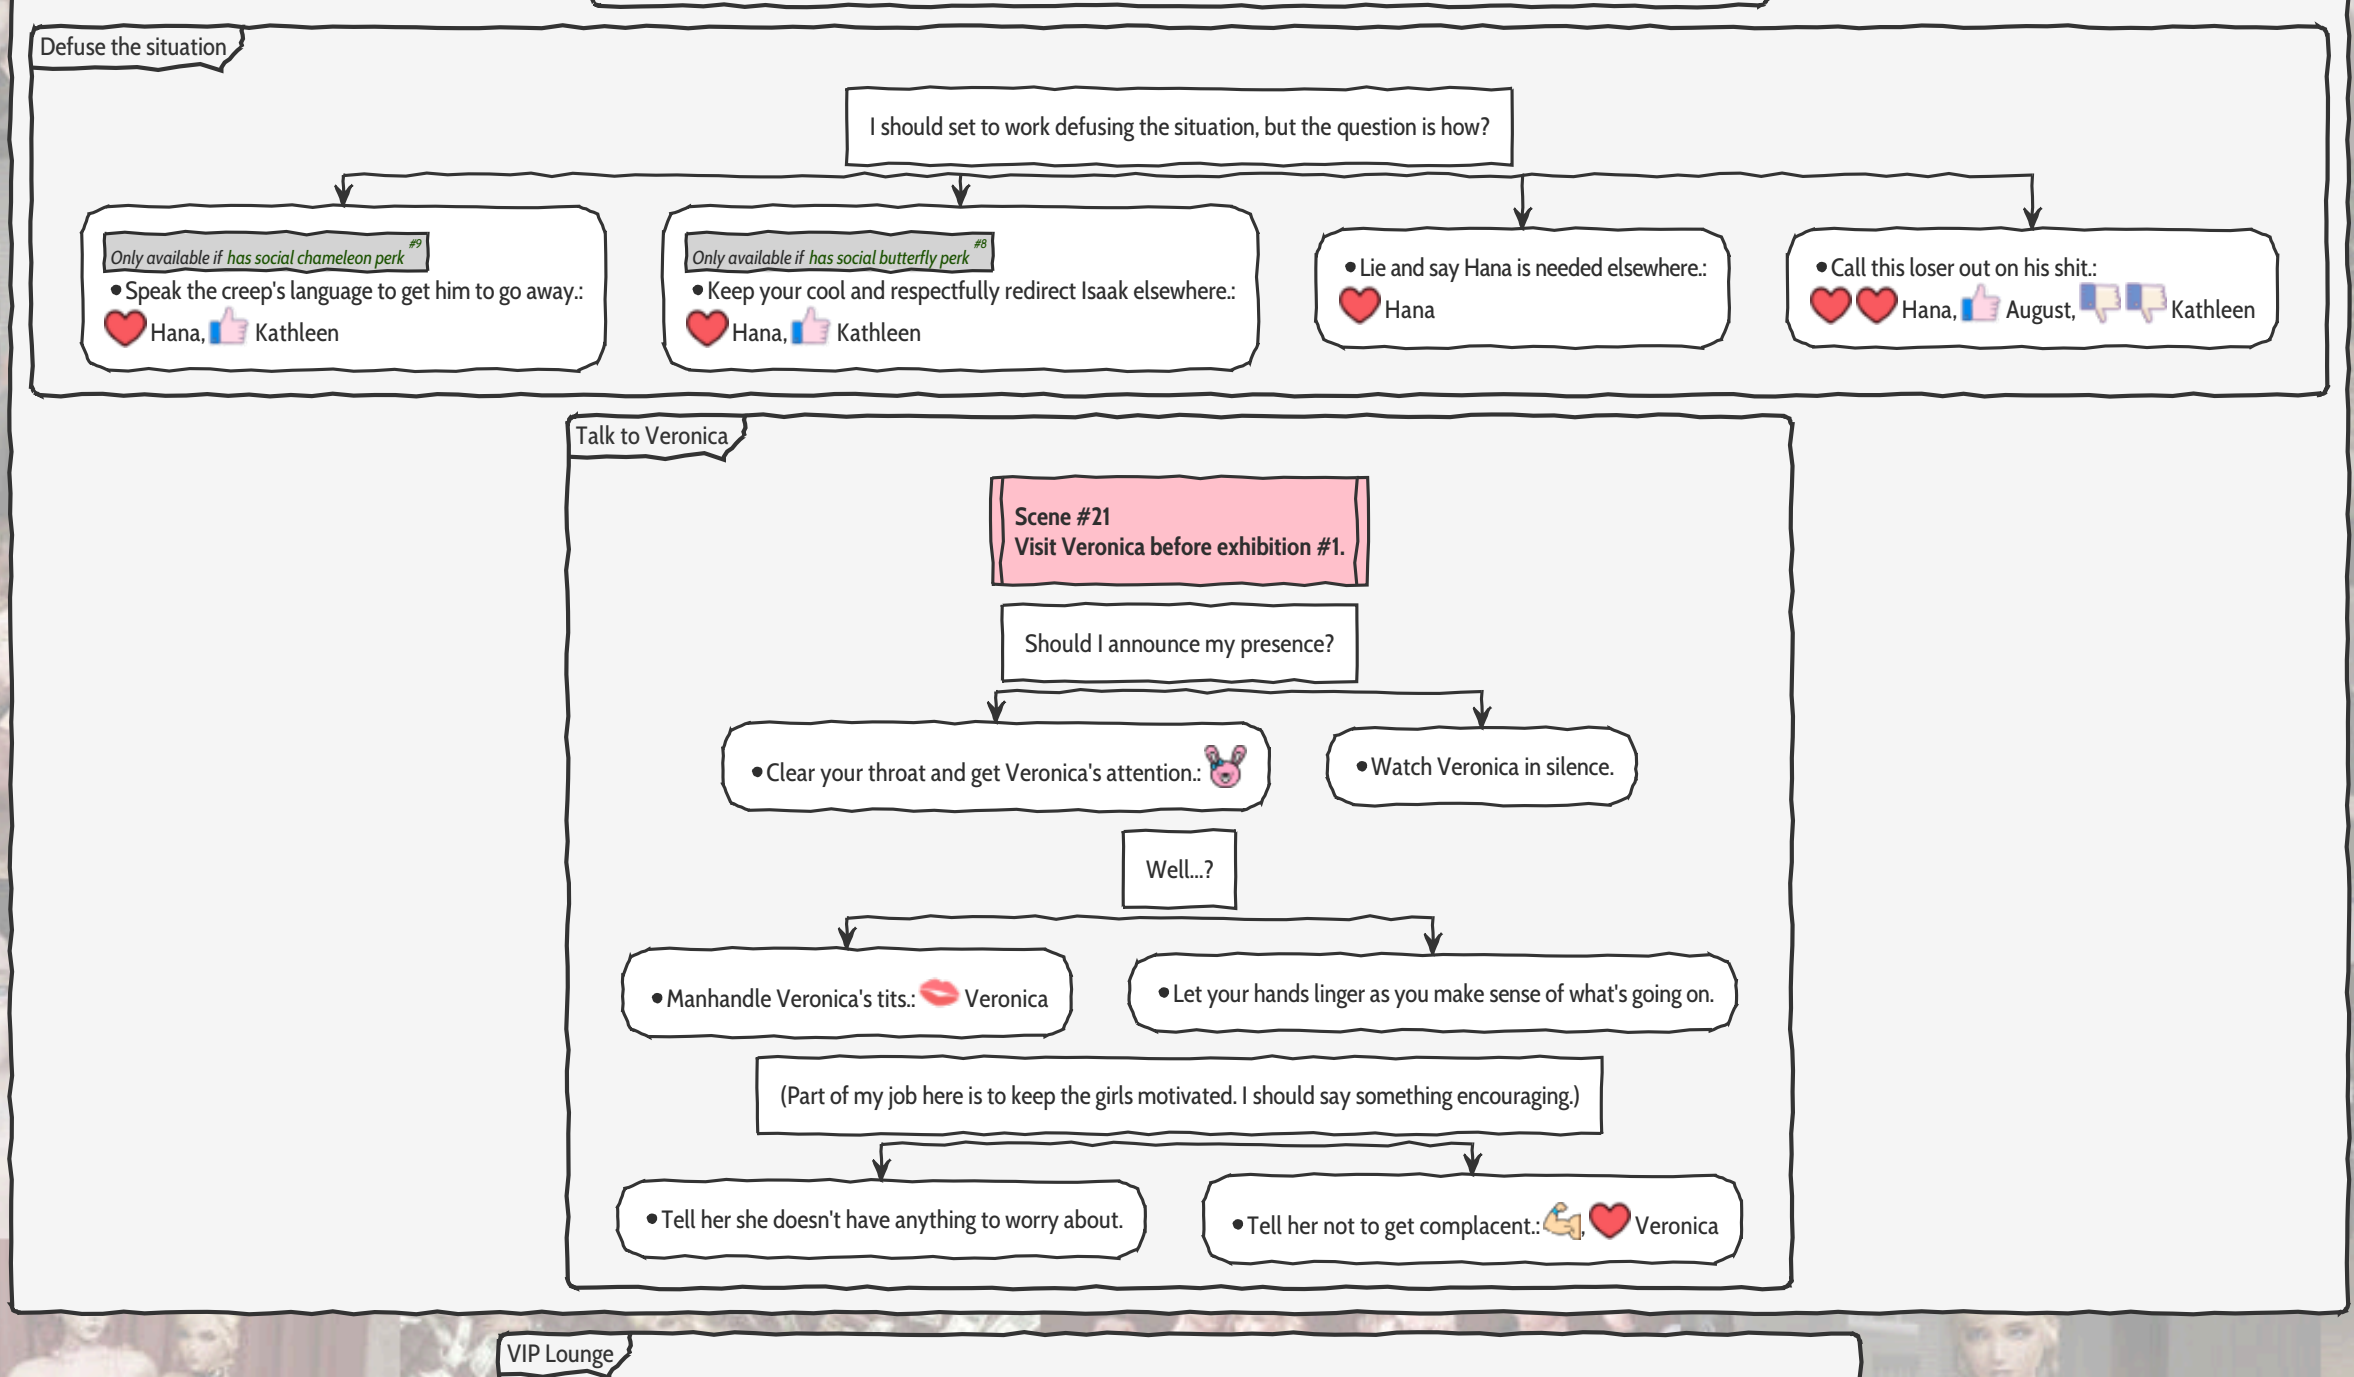 Defuse the situation
I should set to work defusing the situation, but the question is how?
Only available if has social chameleon perk #9
•Speak the creep's language to get him to go away.:
Hana, Kathleen
Only available if has social butterfly perk #8
•Keep your cool and respectfully redirect Isaak elsewhere.:
Hana, Kathleen
•Lie and say Hana is needed elsewhere.:
Hana
•Call this loser out on his shit.:
Hana, August, Kathleen
Talk to Veronica
Scene #21
Visit Veronica before exhibition #1.
Should I announce my presence?
•Clear your throat and get Veronica's attention.:
•Watch Veronica in silence.
Well...?
•Manhandle Veronica's tits.: Veronica
•Let your hands linger as you make sense of what's going on.
(Part of my job here is to keep the girls motivated. I should say something encouraging.)
•Tell her she doesn't have anything to worry about.
•Tell her not to get complacent.: , Veronica
VIP Lounge